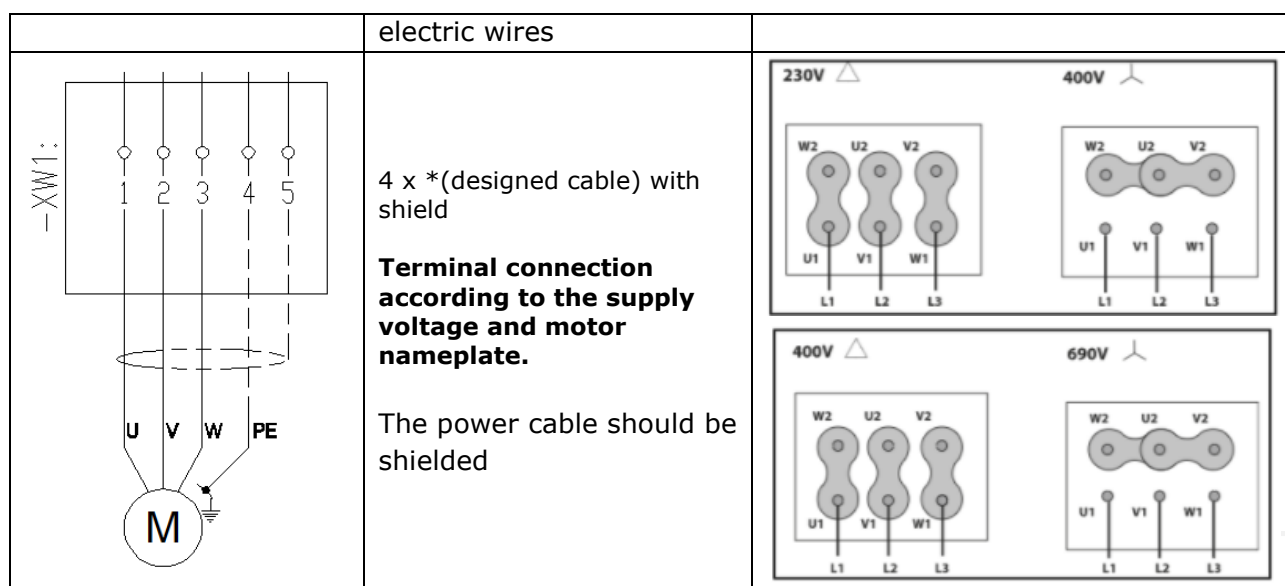 electric wires
-XW1:
1 2 3 4 5
U V W PE
M
4 x *(designed cable) with
shield
Terminal connection
according to the supply
voltage and motor
nameplate.
The power cable should be
shielded
230V 400V
W2 U2 V2 W2 U2 V2
U1 V1 W1 U1 V1 W1
L1 L2 L3 L1 L2 L3
400V 690V
W2 U2 V2 W2 U2 V2
U1 V1 W1 U1 V1 W1
L1 L2 L3 L1 L2 L3